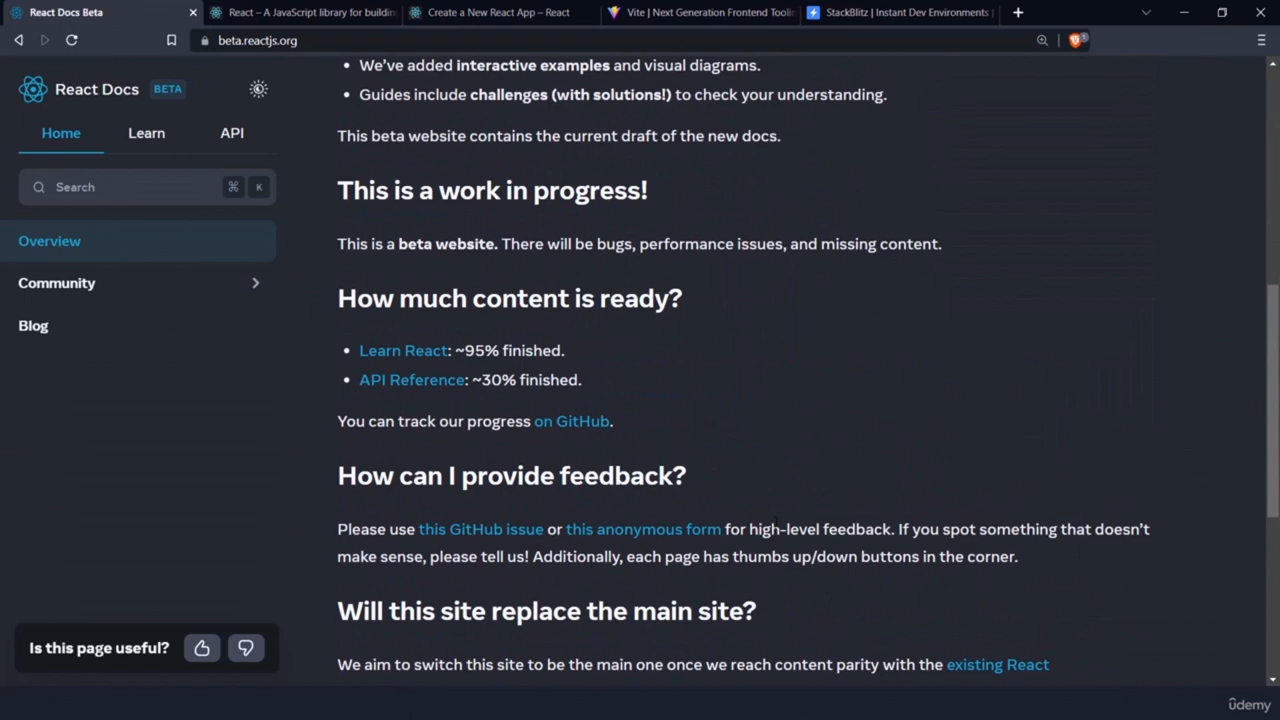 React Docs Beta
React – A JavaScript library for buildin
Create a New React App – React
Vite | Next Generation Frontend Toolin
StackBlitz | Instant Dev Environments |
beta.reactjs.org
1
React Docs BETA
Home Learn API
Search ⌘ K
Overview
Community
Blog
Is this page useful?
• We've added interactive examples and visual diagrams.
• Guides include challenges (with solutions!) to check your understanding.
This beta website contains the current draft of the new docs.
This is a work in progress!
This is a beta website. There will be bugs, performance issues, and missing content.
How much content is ready?
• Learn React: ~95% finished.
• API Reference: ~30% finished.
You can track our progress on GitHub.
How can I provide feedback?
Please use this GitHub issue or this anonymous form for high-level feedback. If you spot something that doesn't
make sense, please tell us! Additionally, each page has thumbs up/down buttons in the corner.
Will this site replace the main site?
We aim to switch this site to be the main one once we reach content parity with the existing React
ûdemy